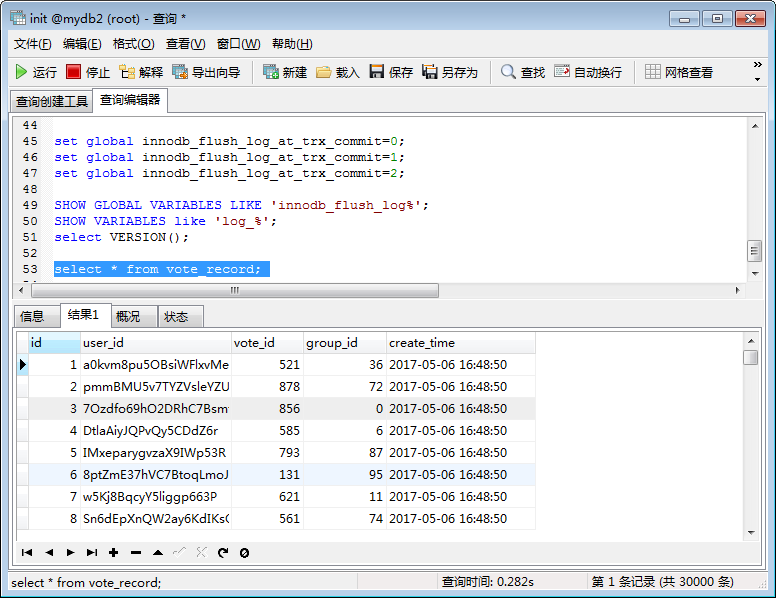 init @mydb2 (root) - 查询 *
文件(F) 编辑(E) 格式(O) 查看(V) 窗口(W) 帮助(H)
运行 停止 解释 导出向导 新建 载入 保存 另存为 查找 自动换行 网格查看
查询创建工具 查询编辑器
44
45 set global innodb_flush_log_at_trx_commit=0;
46 set global innodb_flush_log_at_trx_commit=1;
47 set global innodb_flush_log_at_trx_commit=2;
48
49 SHOW GLOBAL VARIABLES LIKE 'innodb_flush_log%';
50 SHOW VARIABLES like 'log_%';
51 select VERSION();
52
53 select * from vote_record;
信息 结果1 概况 状态
id user_id vote_id group_id create_time
1 a0kvm8pu5OBsiWFlxvMe 521 36 2017-05-06 16:48:50
2 pmmBMU5v7TYZVsleYZU 878 72 2017-05-06 16:48:50
3 7Ozdfo69hO2DRhC7Bsm 856 0 2017-05-06 16:48:50
4 DtlaAiyJQPvQy5CDdZ6r 585 6 2017-05-06 16:48:50
5 IMxeparygvzaX9IWp53R 793 87 2017-05-06 16:48:50
6 8ptZmE37hVC7BtoqLmoJ 131 95 2017-05-06 16:48:50
7 w5Kj8BqcyY5liggp663P 621 11 2017-05-06 16:48:50
8 Sn6dEpXnQW2ay6KdIKs 561 74 2017-05-06 16:48:50
select * from vote_record; 查询时间: 0.282s 第 1 条记录 (共 30000 条)